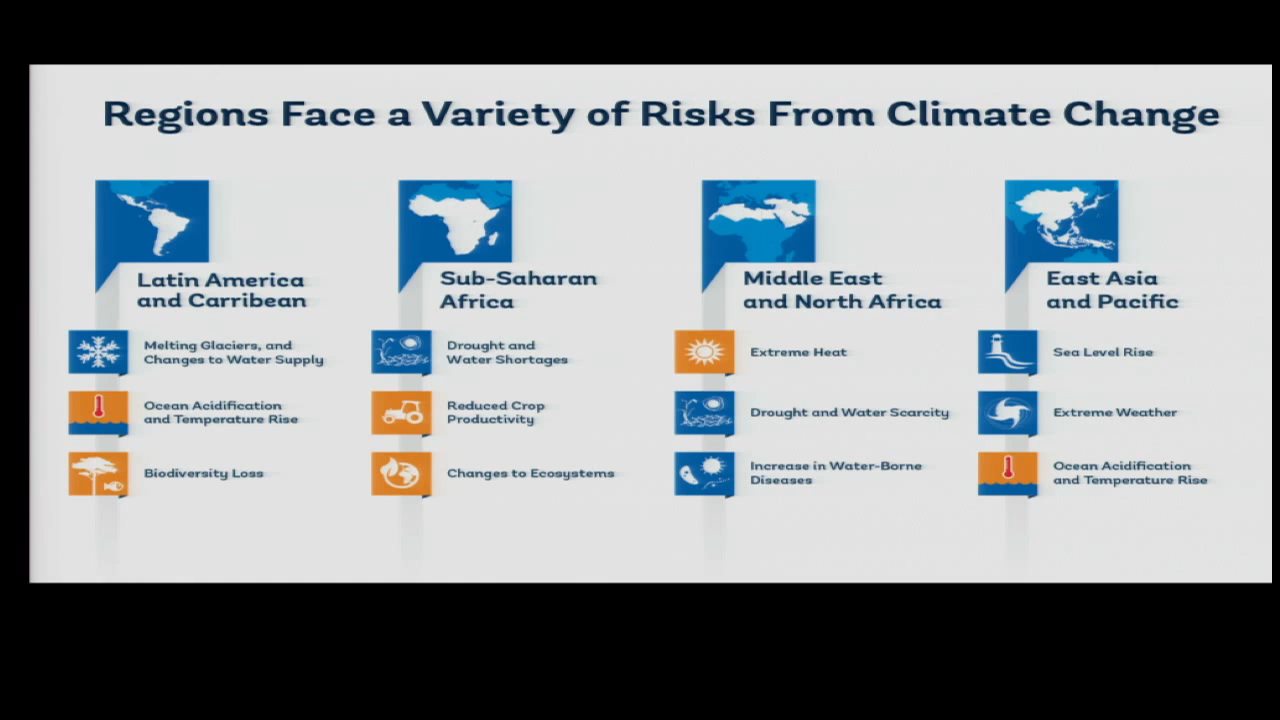 Regions Face a Variety of Risks From Climate Change
Latin America
and Carribean
Melting Glaciers, and
Changes to Water Supply
Ocean Acidification
and Temperature Rise
Biodiversity Loss
Sub-Saharan
Africa
Drought and
Water Shortages
Reduced Crop
Productivity
Changes to Ecosystems
Middle East
and North Africa
Extreme Heat
Drought and Water Scarcity
Increase in Water-Borne
Diseases
East Asia
and Pacific
Sea Level Rise
Extreme Weather
Ocean Acidification
and Temperature Rise